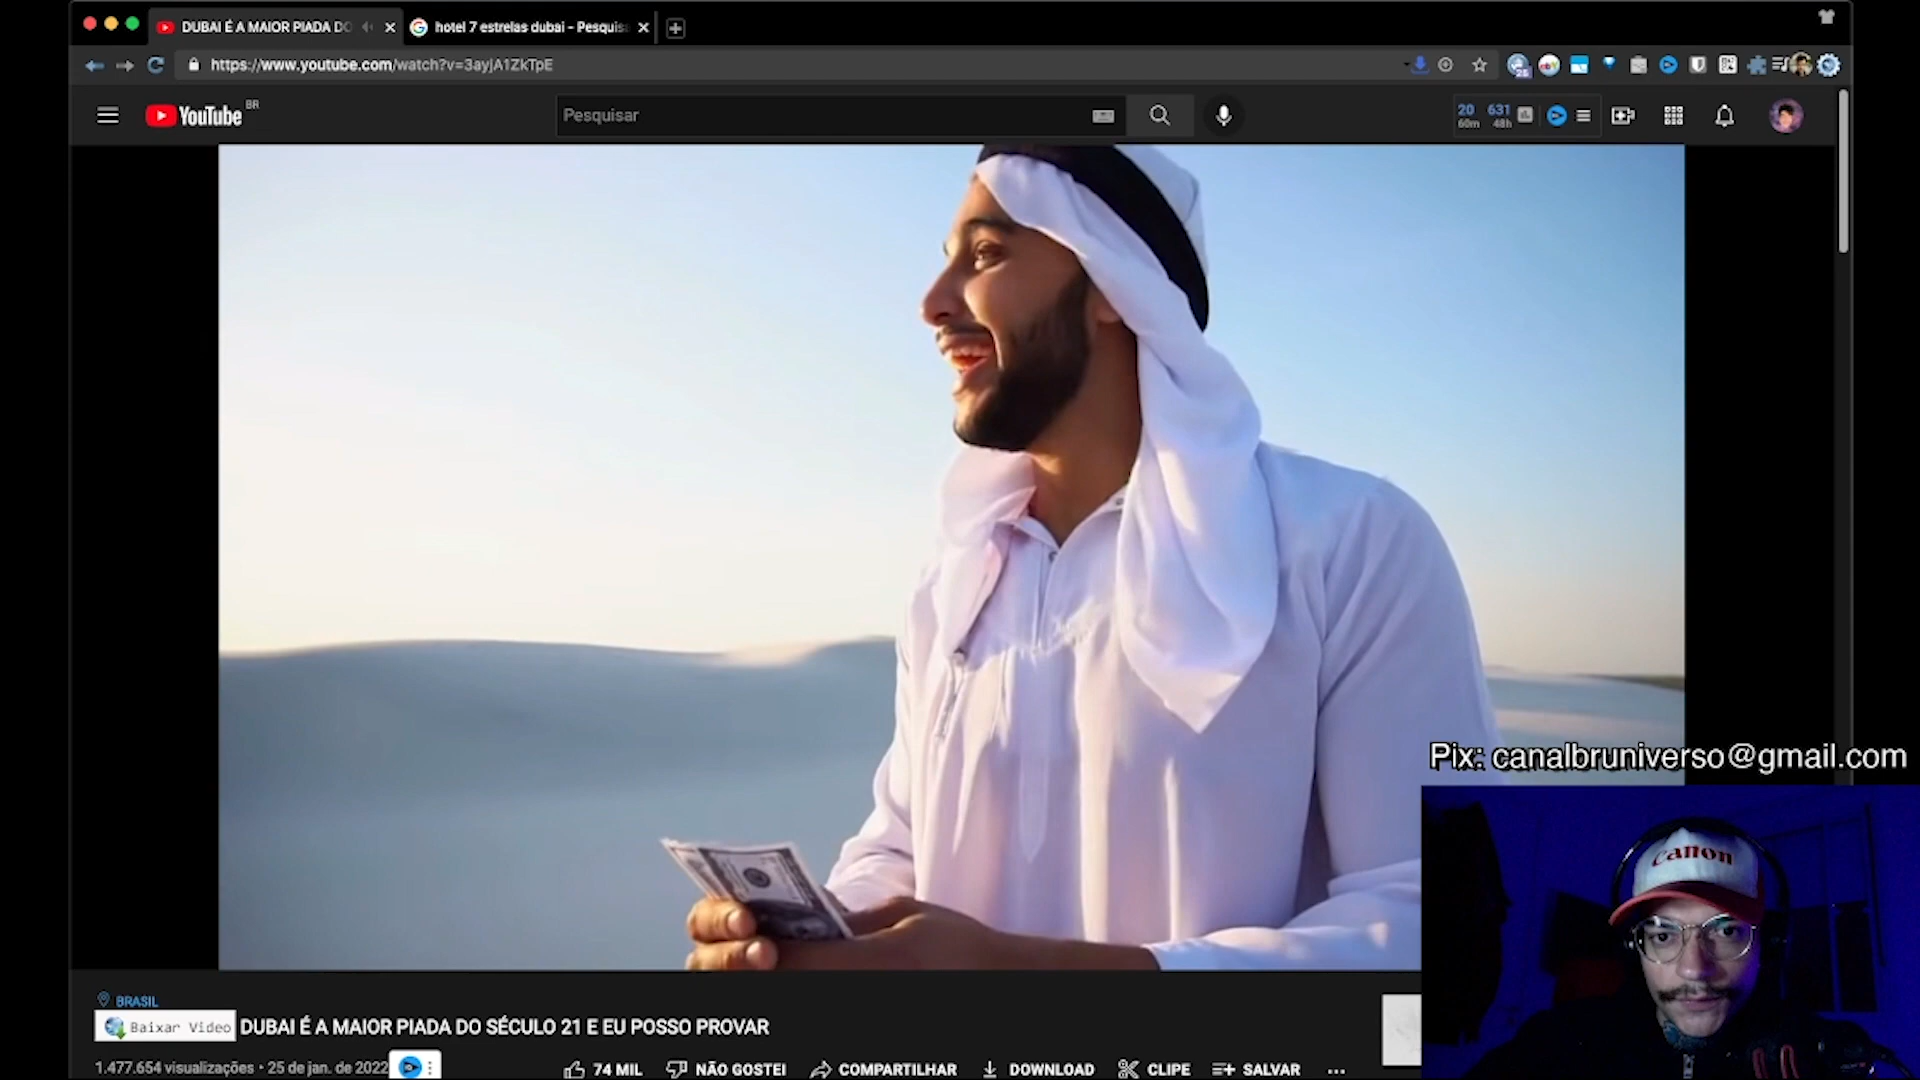 DUBAI É A MAIOR PIADA DO
hotel 7 estrelas dubai - Pesquis
https://www.youtube.com/watch?v=3ayjA1ZkTpE
YouTube BR
Pesquisar
20 60m 631 48h
Pix: canalbruniverso@gmail.com
Canon
BRASIL
Baixar Video DUBAI É A MAIOR PIADA DO SÉCULO 21 E EU POSSO PROVAR
1.477.654 visualizações • 25 de jan. de 2022 74 MIL NÃO GOSTEI COMPARTILHAR DOWNLOAD CLIPE SALVAR ...